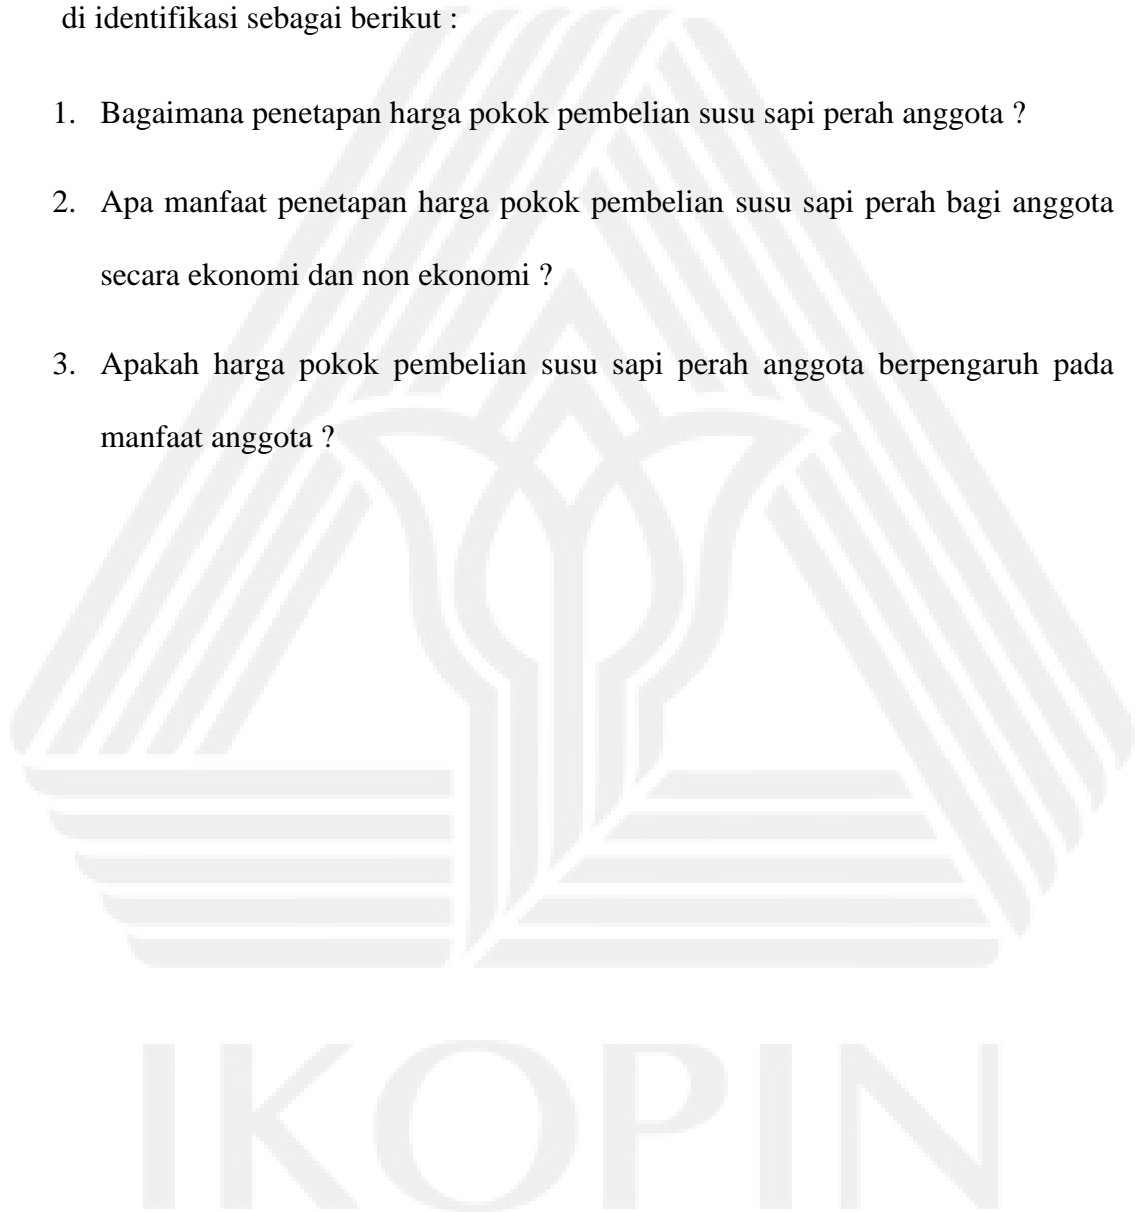 di identifikasi sebagai berikut :
1. Bagaimana penetapan harga pokok pembelian susu sapi perah anggota ?
2. Apa manfaat penetapan harga pokok pembelian susu sapi perah bagi anggota
secara ekonomi dan non ekonomi ?
3. Apakah harga pokok pembelian susu sapi perah anggota berpengaruh pada
manfaat anggota ?
IKOPIN